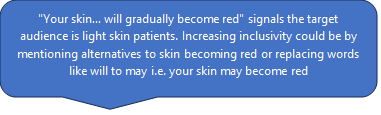 "Your skin... will gradually become red" signals the target
audience is light skin patients. Increasing inclusivity could be by
mentioning alternatives to skin becoming red or replacing words
like will to may i.e. your skin may become red